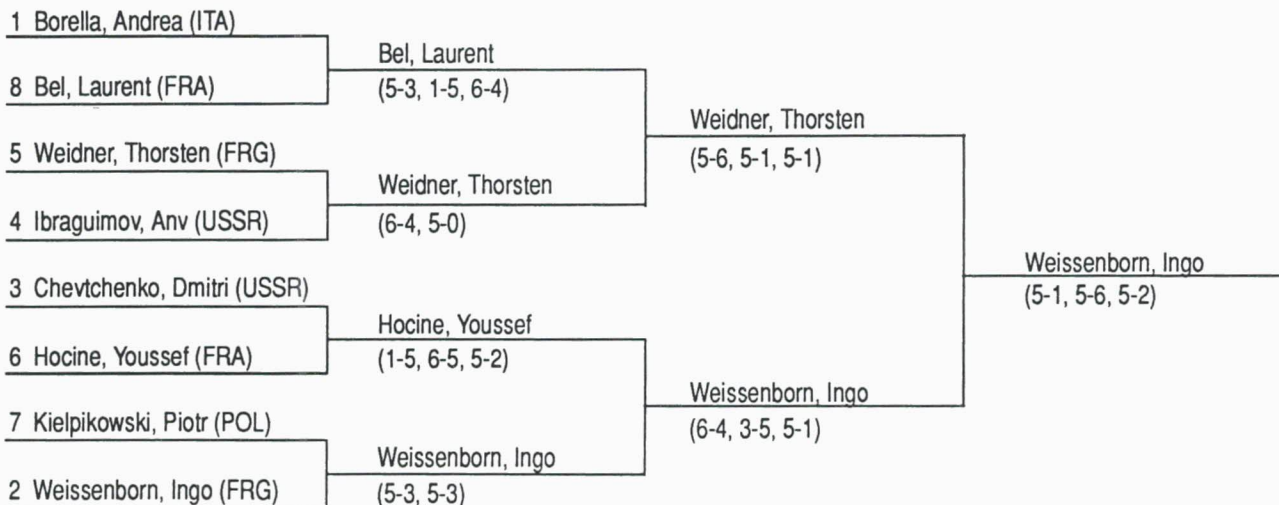 1 Borella, Andrea (ITA)
8 Bel, Laurent (FRA)
5 Weidner, Thorsten (FRG)
4 Ibraguimov, Anv (USSR)
3 Chevtchenko, Dmitri (USSR)
6 Hocine, Youssef (FRA)
7 Kielpikowski, Piotr (POL)
2 Weissenborn, Ingo (FRG)
Bel, Laurent
(5-3, 1-5, 6-4)
Weidner, Thorsten
(6-4, 5-0)
Hocine, Youssef
(1-5, 6-5, 5-2)
Weissenborn, Ingo
(5-3, 5-3)
Weidner, Thorsten
(5-6, 5-1, 5-1)
Weissenborn, Ingo
(6-4, 3-5, 5-1)
Weissenborn, Ingo
(5-1, 5-6, 5-2)